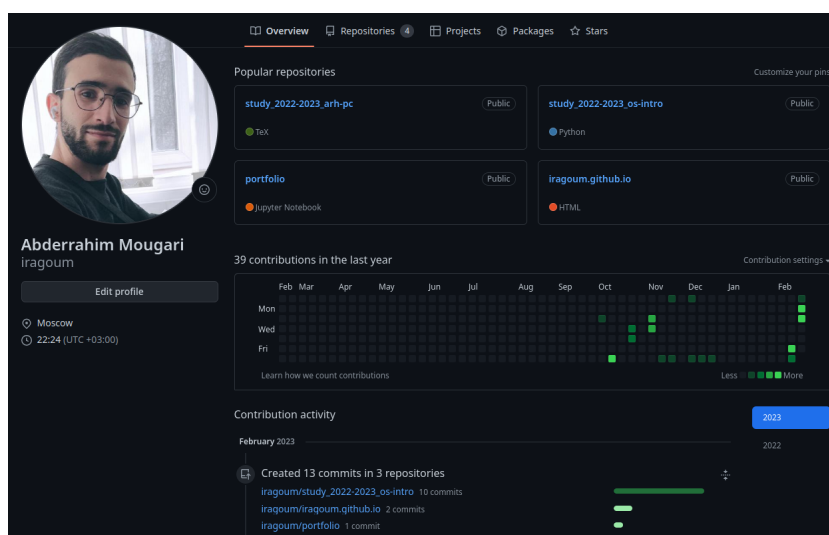 Overview Repositories 4 Projects Packages Stars
Popular repositories Customize your pins
study_2022-2023_arh-pc Public
TeX
study_2022-2023_os-intro Public
Python
portfolio Public
Jupyter Notebook
iragoum.github.io Public
HTML
Abderrahim Mougari
iragoum
Edit profile
Moscow
22:24 (UTC +03:00)
39 contributions in the last year Contribution settings
Feb Mar Apr May Jun Jul Aug Sep Oct Nov Dec Jan Feb
Mon
Wed
Fri
Learn how we count contributions Less More
Contribution activity
2023
2022
February 2023
Created 13 commits in 3 repositories
iragoum/study_2022-2023_os-intro 10 commits
iragoum/iragoum.github.io 2 commits
iragoum/portfolio 1 commit